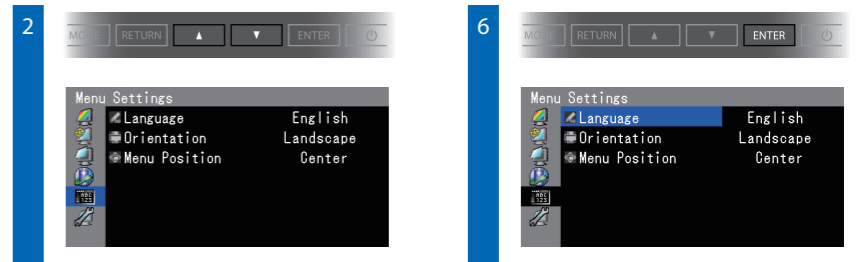 2
MODE RETURN ▲ ▼ ENTER
Menu Settings
Language English
Orientation Landscape
Menu Position Center
ABC
123
6
MODE RETURN ▲ ▼ ENTER
Menu Settings
Language English
Orientation Landscape
Menu Position Center
ABC
123